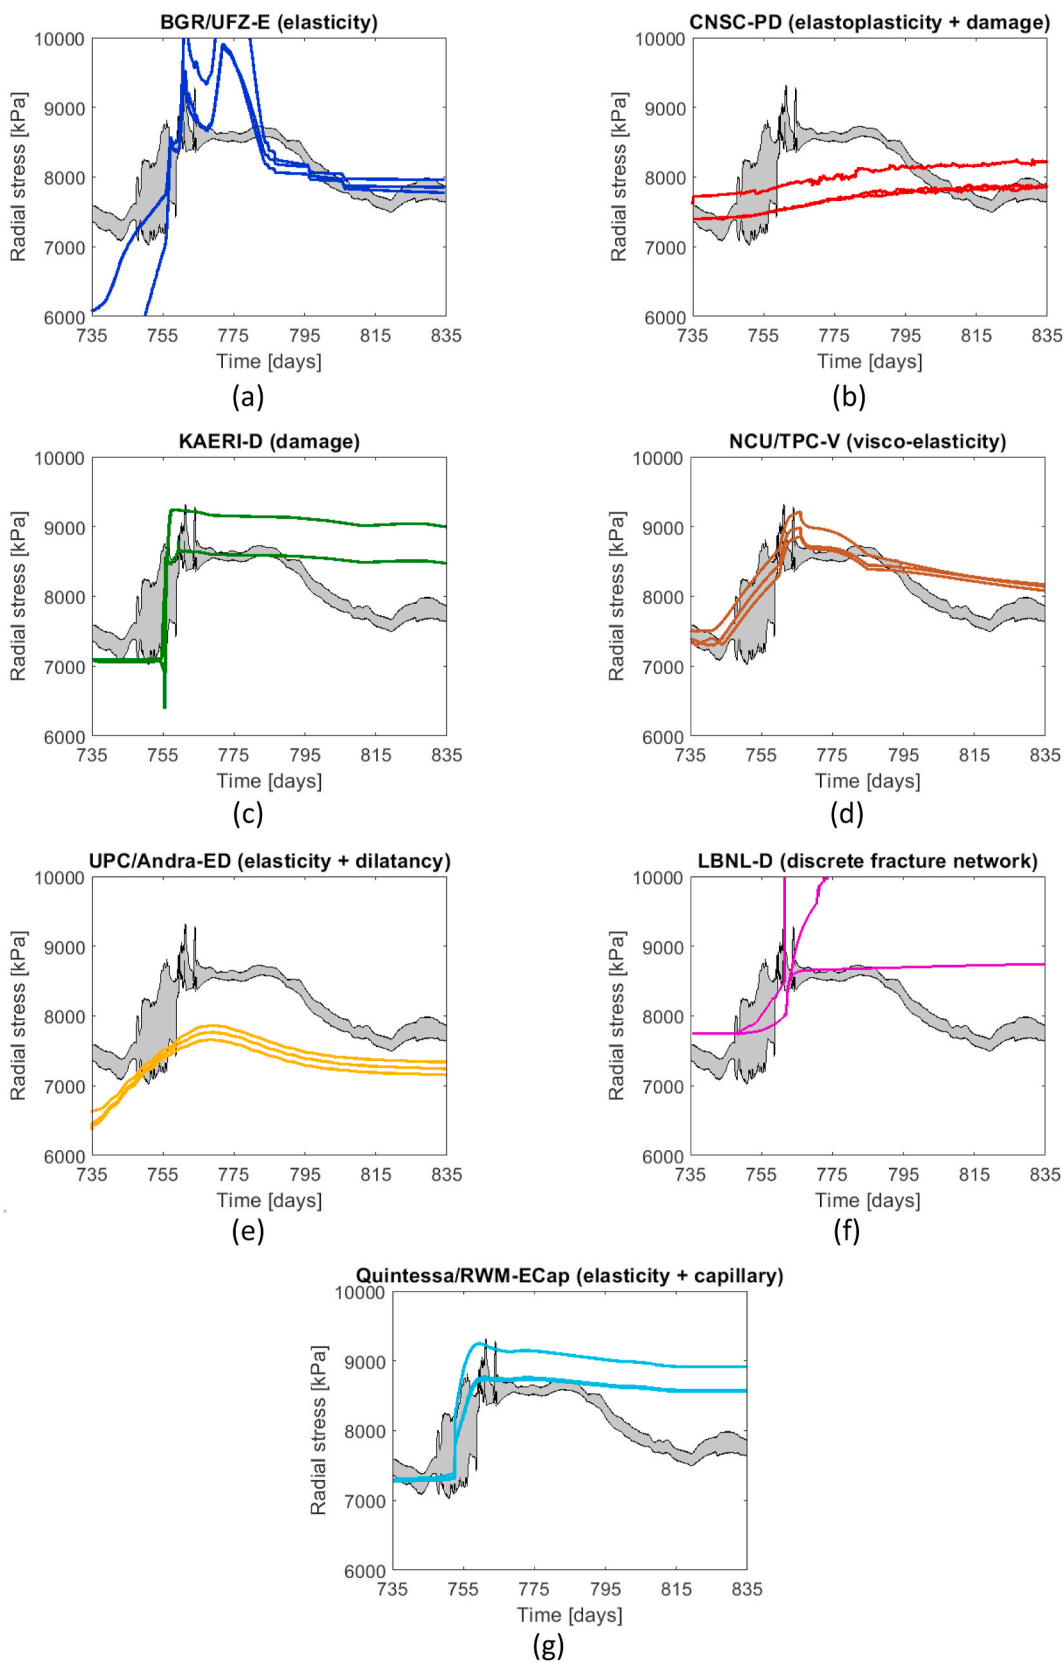 BGR/UFZ-E (elasticity)
10000
9000
8000
7000
6000
Radial stress [kPa]
735 755 775 795 815 835
Time [days]
(a)
CNSC-PD (elastoplasticity + damage)
10000
9000
8000
7000
6000
Radial stress [kPa]
735 755 775 795 815 835
Time [days]
(b)
KAERI-D (damage)
10000
9000
8000
7000
6000
Radial stress [kPa]
735 755 775 795 815 835
Time [days]
(c)
NCU/TPC-V (visco-elasticity)
10000
9000
8000
7000
6000
Radial stress [kPa]
735 755 775 795 815 835
Time [days]
(d)
UPC/Andra-ED (elasticity + dilatancy)
10000
9000
8000
7000
6000
Radial stress [kPa]
735 755 775 795 815 835
Time [days]
(e)
LBNL-D (discrete fracture network)
10000
9000
8000
7000
6000
Radial stress [kPa]
735 755 775 795 815 835
Time [days]
(f)
Quintessa/RWM-ECap (elasticity + capillary)
10000
9000
8000
7000
6000
Radial stress [kPa]
735 755 775 795 815 835
Time [days]
(g)